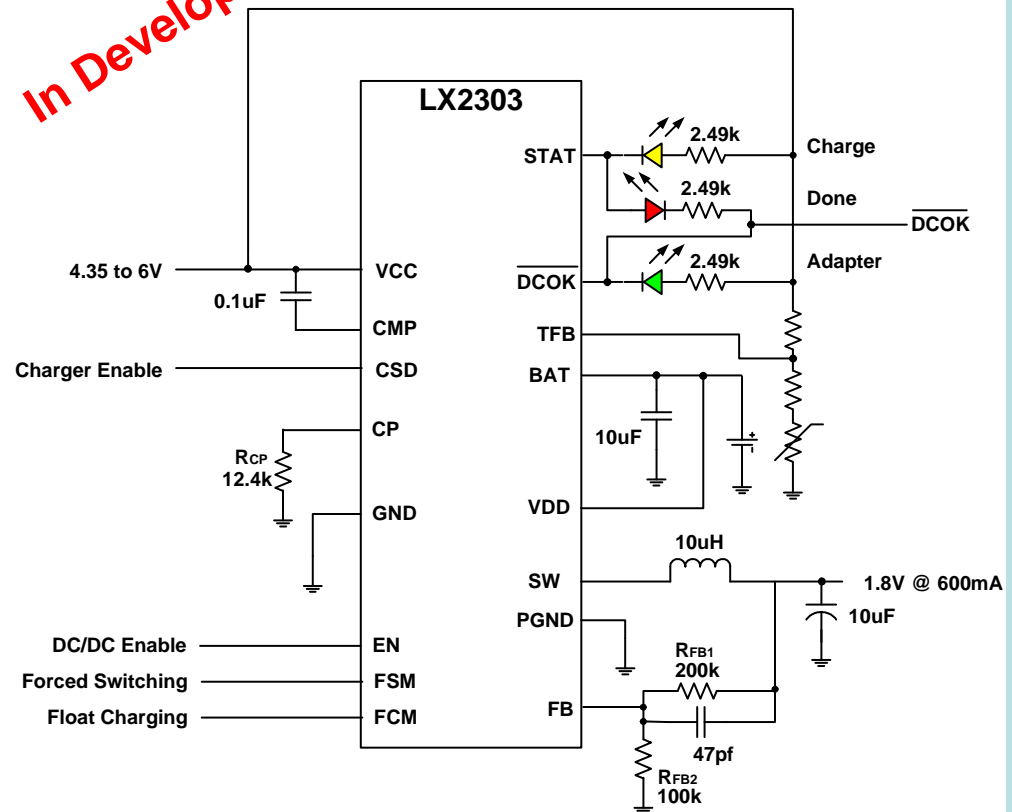 In Develop
LX2303
STAT
2.49k
Charge
2.49k
Done
DCOK
4.35 to 6V
VCC
DCOK
2.49k
Adapter
0.1uF
CMP
TFB
Charger Enable
CSD
BAT
CP
10uF
+
-
RCP
12.4k
GND
VDD
10uH
SW
1.8V @ 600mA
PGND
10uF
DC/DC Enable
EN
RFB1
200k
Forced Switching
FSM
Float Charging
FCM
FB
47pf
RFB2
100k